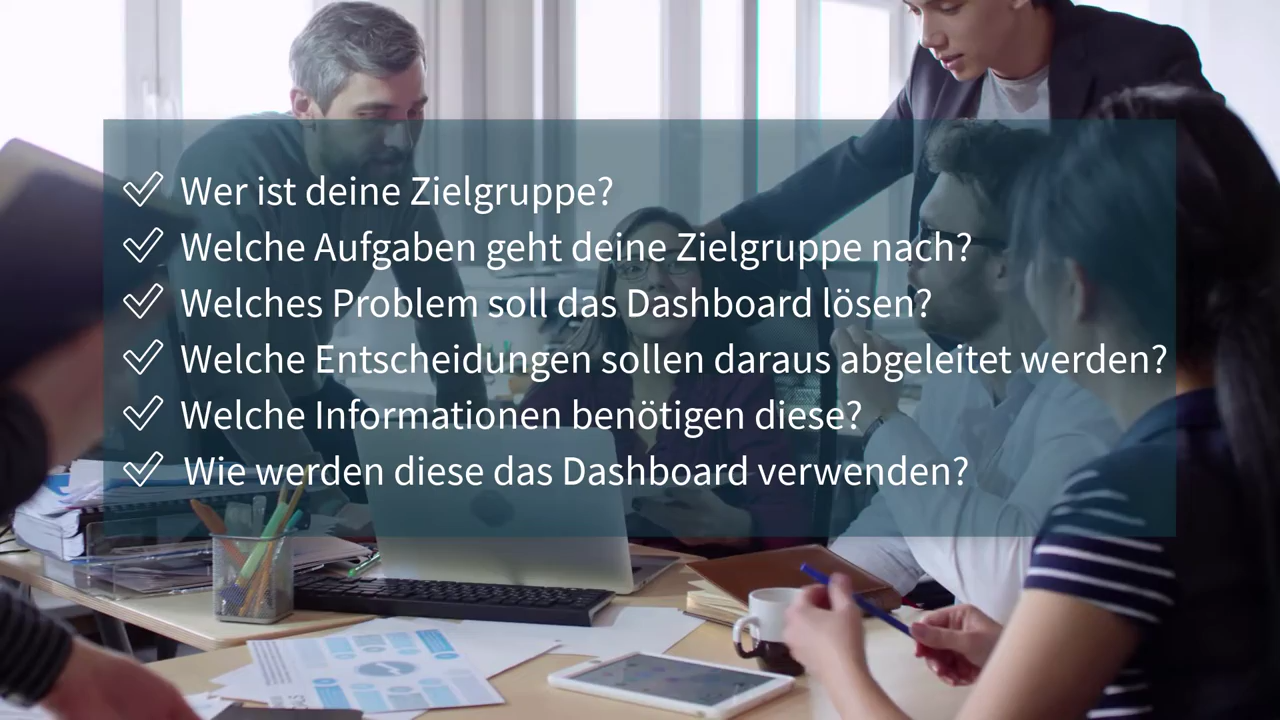 Wer ist deine Zielgruppe?
Welche Aufgaben geht deine Zielgruppe nach?
Welches Problem soll das Dashboard lösen?
Welche Entscheidungen sollen daraus abgeleitet werden?
Welche Informationen benötigen diese?
Wie werden diese das Dashboard verwenden?